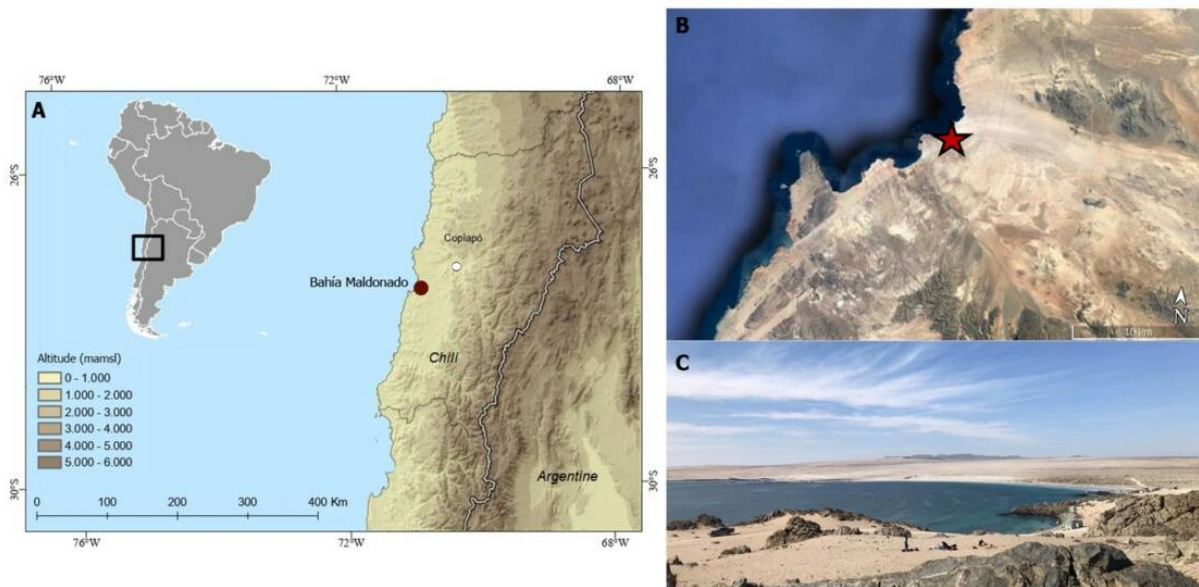 A
76°W
72°W
68°W
26°S
26°S
Copiapó
Bahía Maldonado
Chili
Altitude (mamsl)
0 - 1.000
1.000 - 2.000
2.000 - 3.000
3.000 - 4.000
4.000 - 5.000
5.000 - 6.000
Argentine
30°S
30°S
0 100 200 300 400 Km
76°W
72°W
68°W
B
N
10 km
C